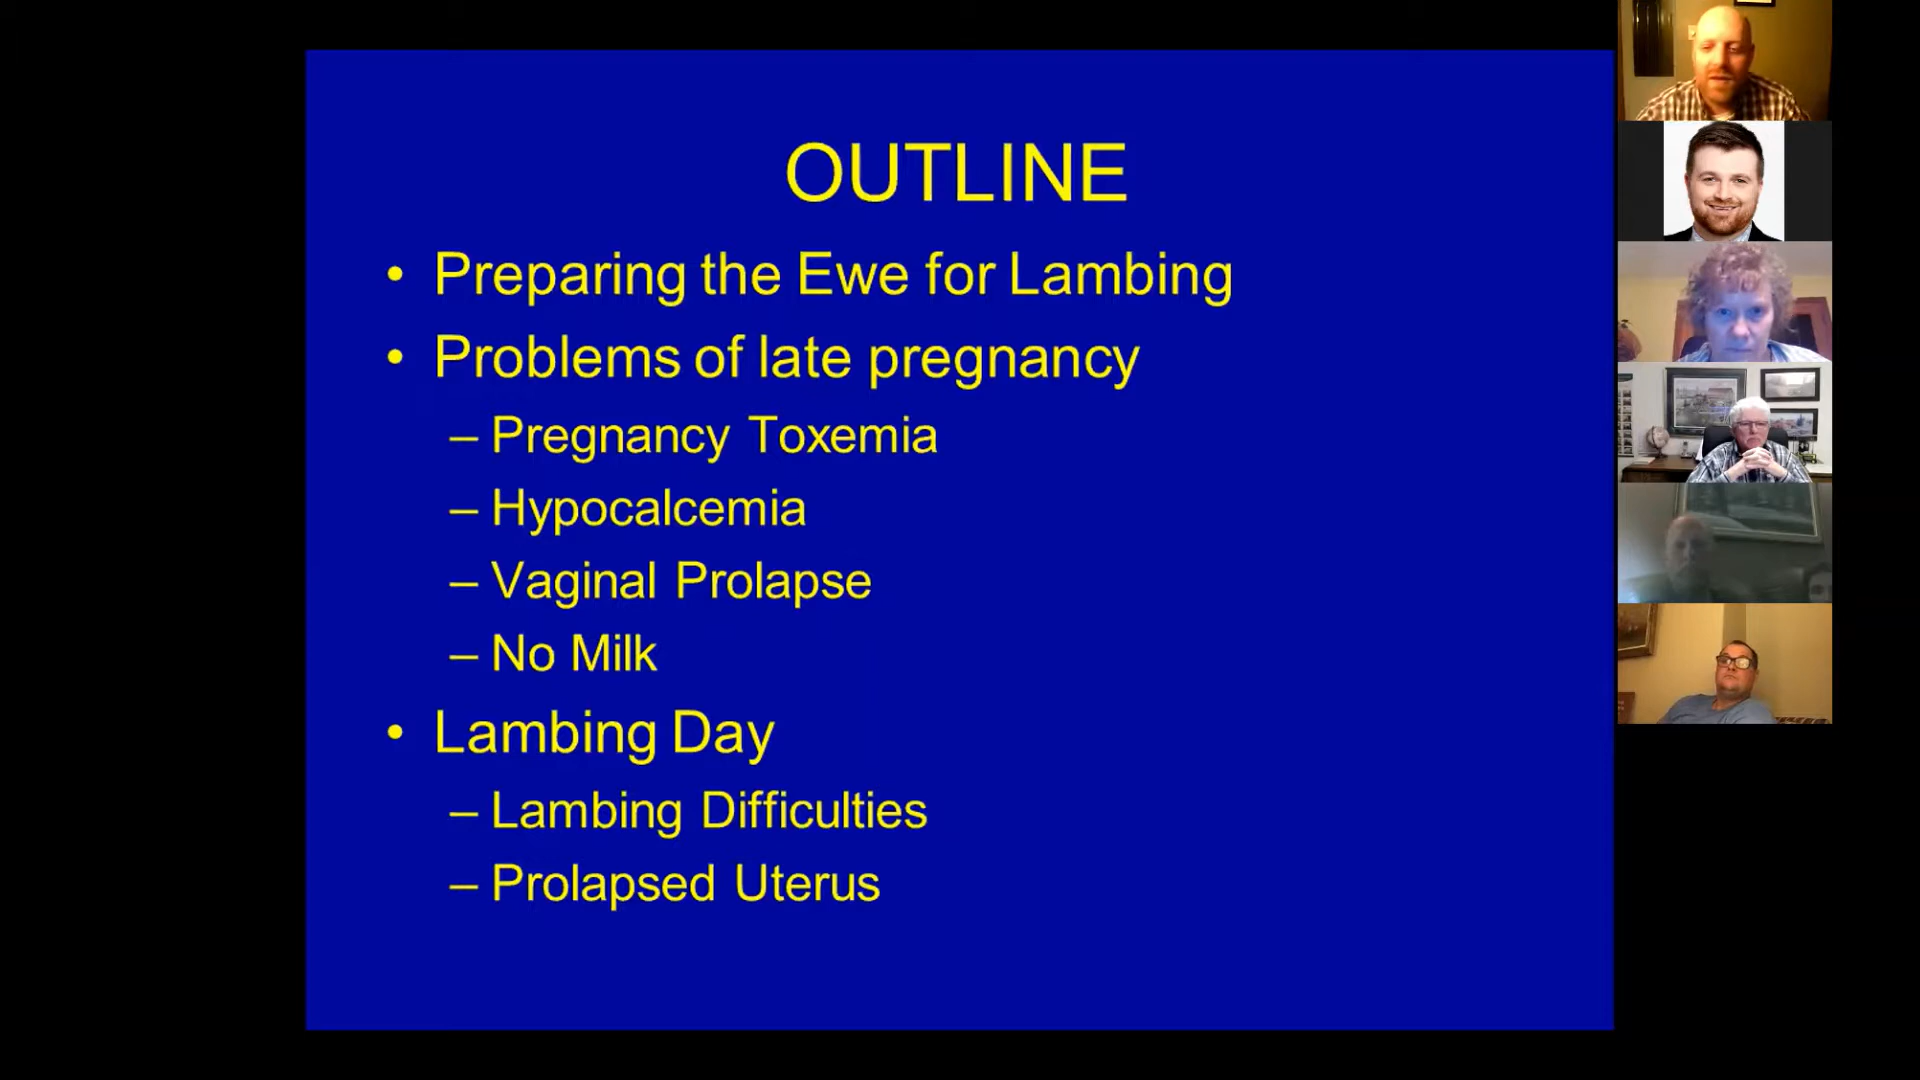 OUTLINE
• Preparing the Ewe for Lambing
• Problems of late pregnancy
– Pregnancy Toxemia
– Hypocalcemia
– Vaginal Prolapse
– No Milk
• Lambing Day
– Lambing Difficulties
– Prolapsed Uterus